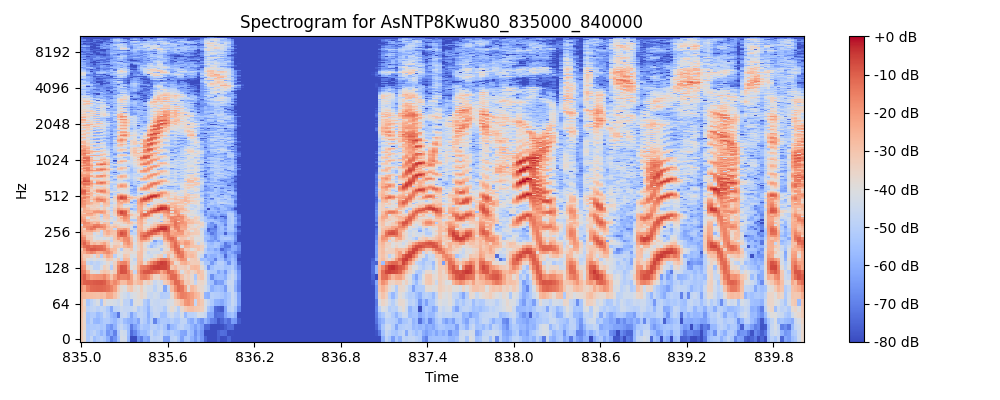 Spectrogram for AsNTP8Kwu80_835000_840000
Hz
8192
4096
2048
1024
512
256
128
64
0
835.0 835.6 836.2 836.8 837.4 838.0 838.6 839.2 839.8
Time
+0 dB
-10 dB
-20 dB
-30 dB
-40 dB
-50 dB
-60 dB
-70 dB
-80 dB